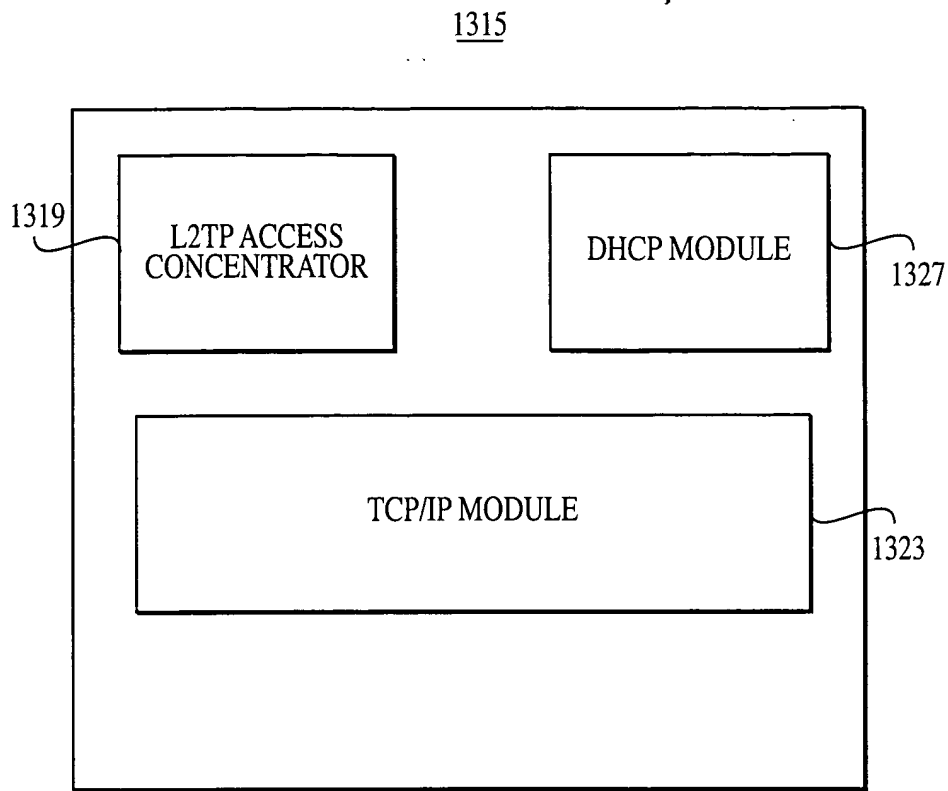 1315
1319
L2TP ACCESS
CONCENTRATOR
DHCP MODULE
1327
TCP/IP MODULE
1323